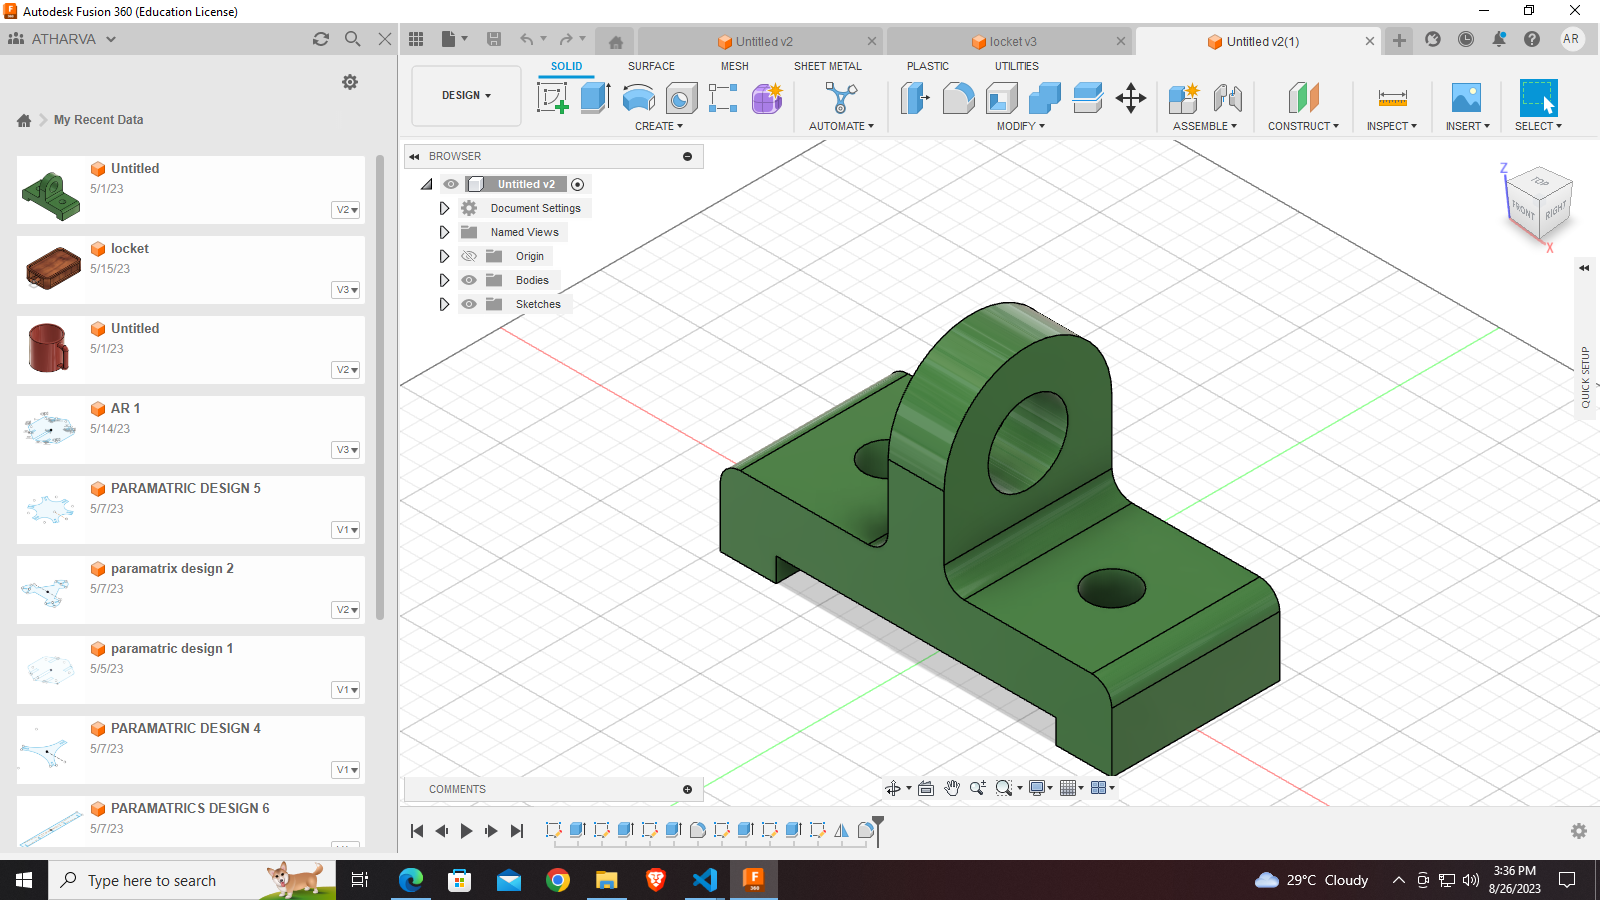 Autodesk Fusion 360 (Education License)
ATHARVA
Untitled v2
locket v3
Untitled v2(1)
AR
DESIGN
SOLID
SURFACE
MESH
SHEET METAL
PLASTIC
UTILITIES
CREATE
AUTOMATE
MODIFY
ASSEMBLE
CONSTRUCT
INSPECT
INSERT
SELECT
My Recent Data
Untitled
5/1/23
V2
locket
5/15/23
V3
Untitled
5/1/23
V2
AR 1
5/14/23
V3
PARAMATRIC DESIGN 5
5/7/23
V1
paramatrix design 2
5/7/23
V2
paramatric design 1
5/5/23
V1
PARAMATRIC DESIGN 4
5/7/23
V1
PARAMATRICS DESIGN 6
5/7/23
BROWSER
Untitled v2
Document Settings
Named Views
Origin
Bodies
Sketches
Z
TOP
FRONT
RIGHT
X
QUICK SETUP
COMMENTS
Type here to search
F
360
29°C Cloudy
3:36 PM
8/26/2023